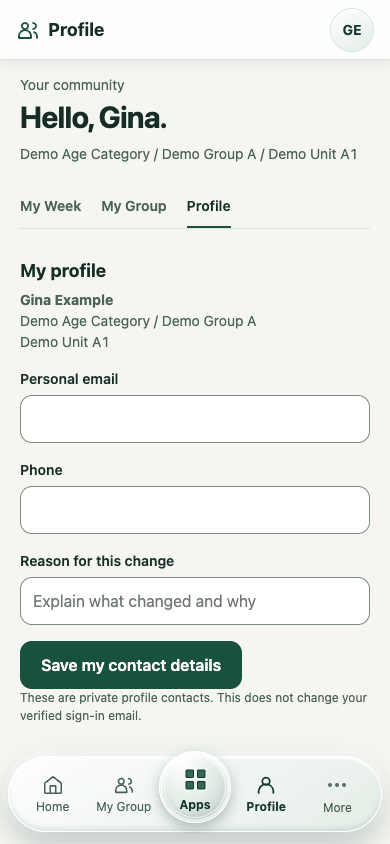 Profile
GE
Your community
Hello, Gina.
Demo Age Category / Demo Group A / Demo Unit A1
My Week
My Group
Profile
My profile
Gina Example
Demo Age Category / Demo Group A
Demo Unit A1
Personal email
Phone
Reason for this change
Explain what changed and why
Save my contact details
These are private profile contacts. This does not change your
verified sign-in email.
Home
My Group
Apps
Profile
More